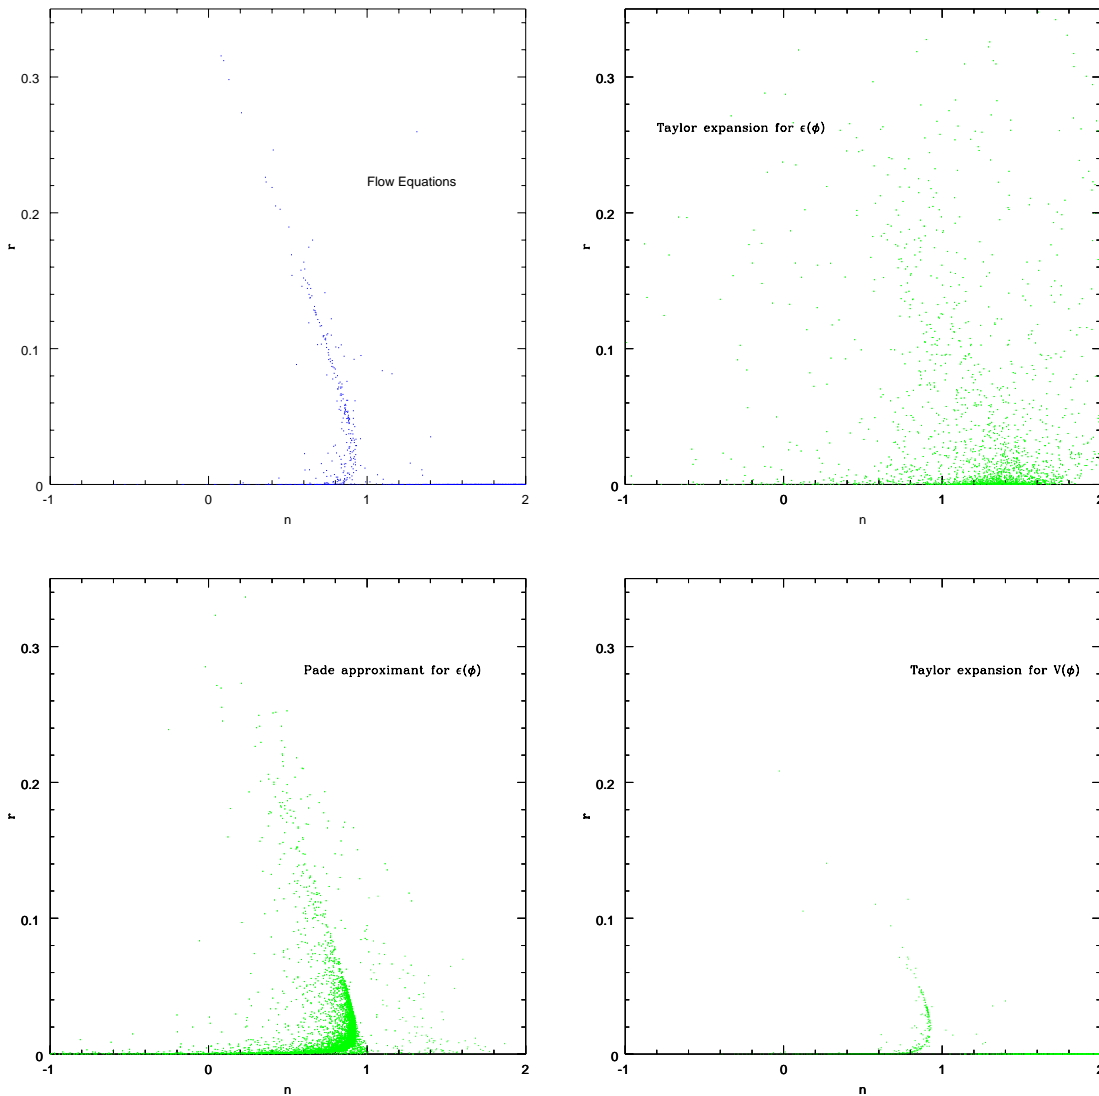 0.3
0.2
0.1
0
r
-1 0 1 2
n
Flow Equations
0.3
0.2
0.1
0
r
-1 0 1 2
n
Taylor expansion for ϵ(ϕ)
0.3
0.2
0.1
0
r
-1 0 1 2
n
Pade approximant for ϵ(ϕ)
0.3
0.2
0.1
0
r
-1 0 1 2
n
Taylor expansion for V(ϕ)